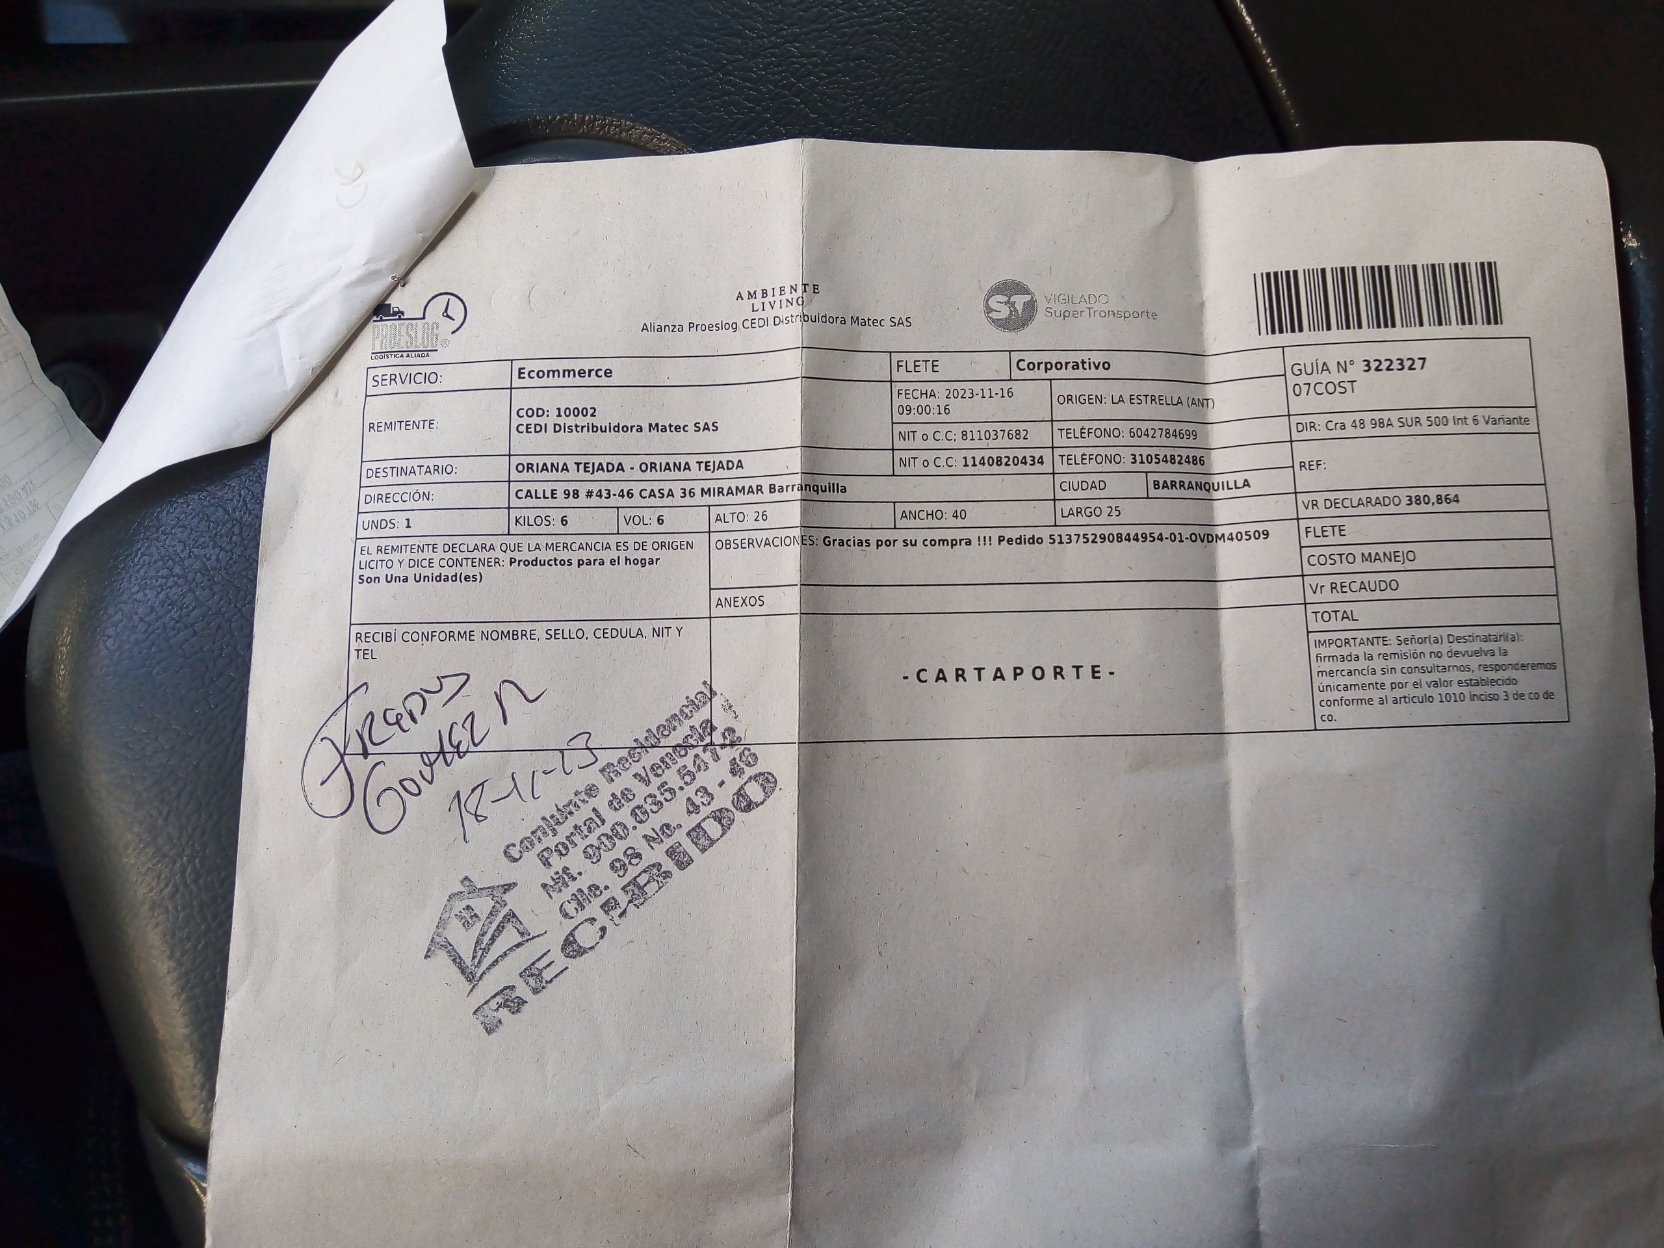 PROESLOG
LOGÍSTICA ALIADA
AMBIENTE
LIVING
Alianza Proeslog CEDI Distribuidora Matec SAS
ST
VIGILADO
SuperTransporte
SERVICIO: Ecommerce
FLETE Corporativo
GUÍA N° 322327
07COST
REMITENTE:
COD: 10002
CEDI Distribuidora Matec SAS
FECHA: 2023-11-16
09:00:16
ORIGEN: LA ESTRELLA (ANT)
DIR: Cra 48 98A SUR 500 Int 6 Variante
NIT o C.C; 811037682 TELÉFONO: 6042784699
DESTINATARIO: ORIANA TEJADA - ORIANA TEJADA
NIT o C.C: 1140820434 TELÉFONO: 3105482486
REF:
DIRECCIÓN: CALLE 98 #43-46 CASA 36 MIRAMAR Barranquilla
CIUDAD BARRANQUILLA
VR DECLARADO 380,864
UNDS: 1 KILOS: 6 VOL: 6 ALTO: 26 ANCHO: 40 LARGO 25
FLETE
EL REMITENTE DECLARA QUE LA MERCANCIA ES DE ORIGEN
LICITO Y DICE CONTENER: Productos para el hogar
Son Una Unidad(es)
OBSERVACIONES: Gracias por su compra !!! Pedido 51375290844954-01-OVDM40509
COSTO MANEJO
Vr RECAUDO
ANEXOS
TOTAL
RECIBÍ CONFORME NOMBRE, SELLO, CEDULA, NIT Y
TEL
-CARTAPORTE-
IMPORTANTE: Señor(a) Destinatari(a):
firmada la remisión no devuelva la
mercancía sin consultarnos, responderemos
únicamente por el valor establecido
conforme al articulo 1010 Inciso 3 de co de
co.
FREDYS
GOMEZ M
18-11-23
Conjunto Residencial
Portal de Venecia
Nit. 900.035.517-2
Clle. 98 No. 43 - 46
RECIBIDO